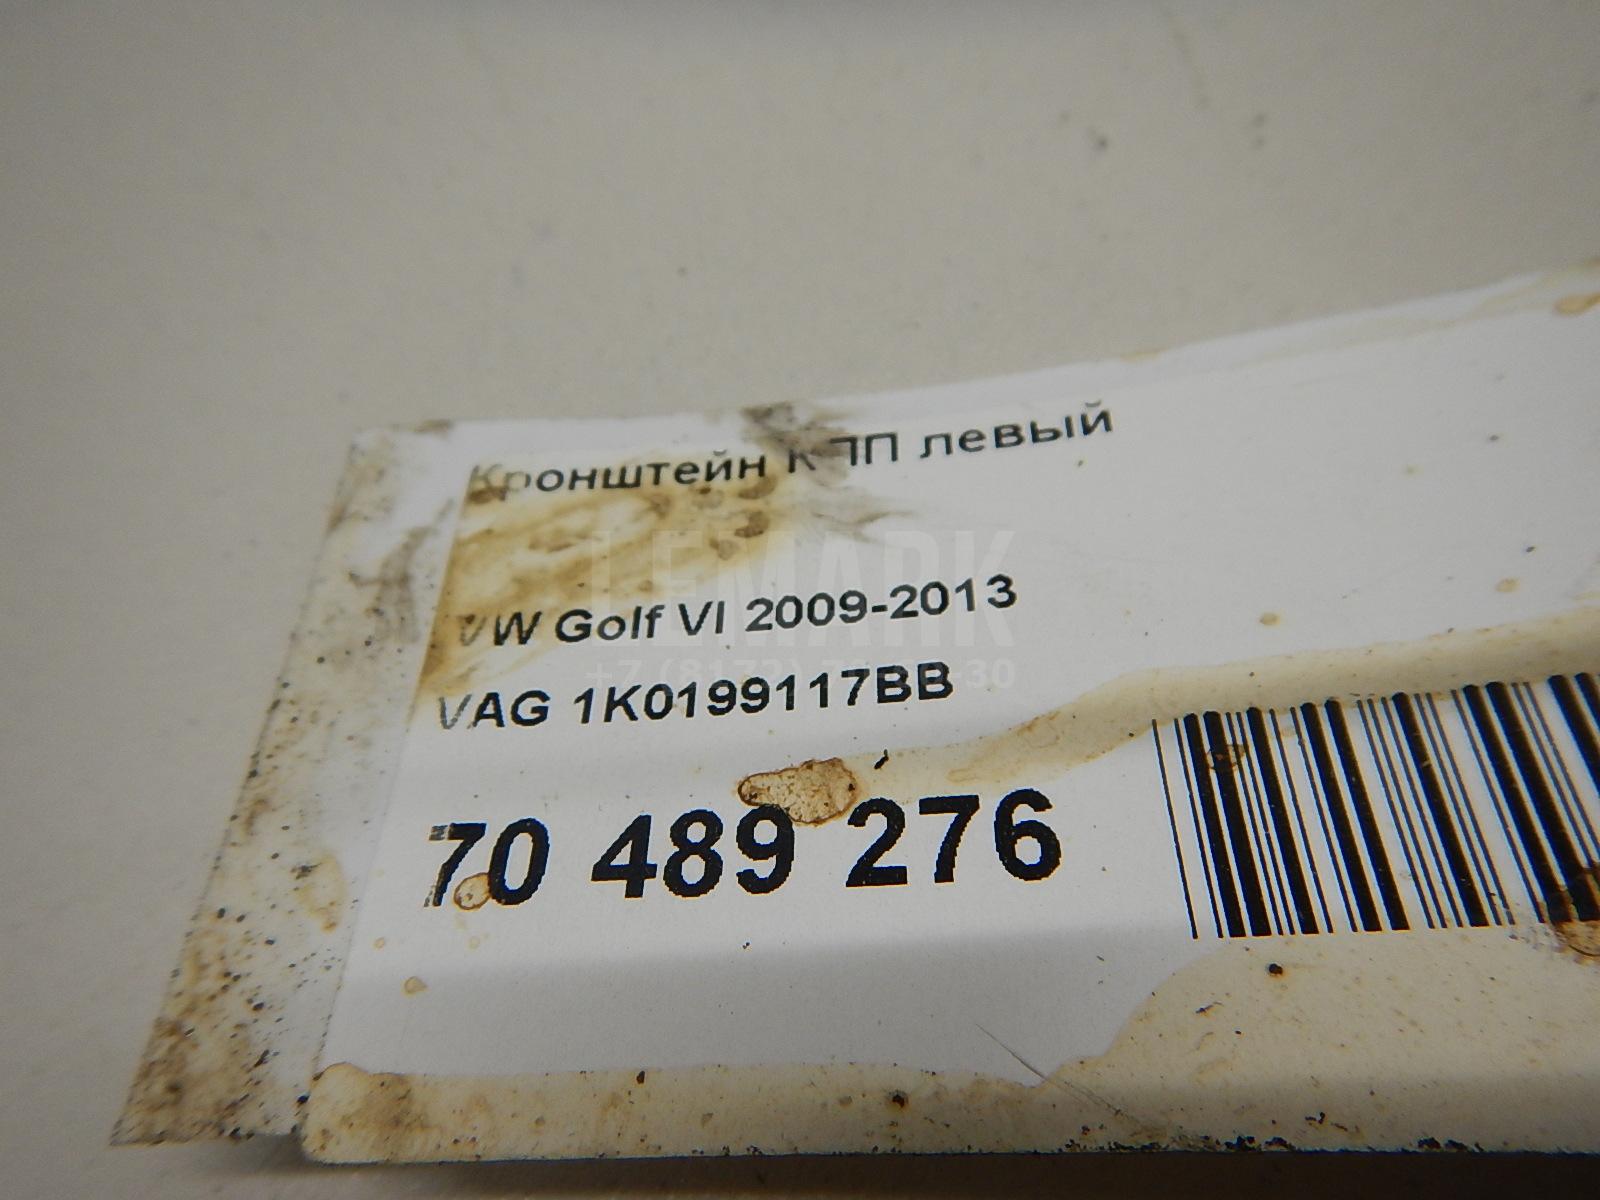 Кронштейн КПП левый
LEMARK
VW Golf VI 2009-2013
VAG 1K0199117BB
70 489 276